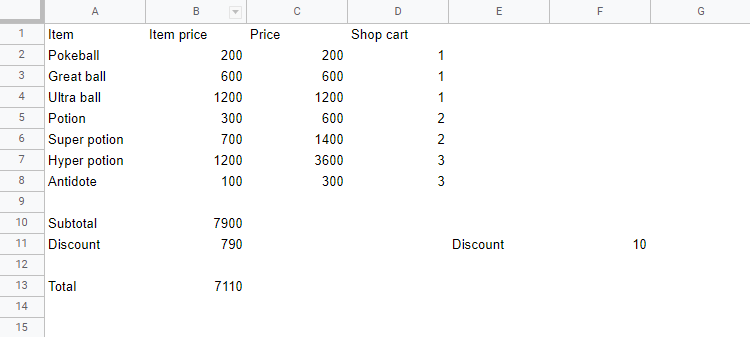 A B C D E F G
1 Item Item price Price Shop cart
2 Pokeball 200 200 1
3 Great ball 600 600 1
4 Ultra ball 1200 1200 1
5 Potion 300 600 2
6 Super potion 700 1400 2
7 Hyper potion 1200 3600 3
8 Antidote 100 300 3
9
10 Subtotal 7900
11 Discount 790 Discount 10
12
13 Total 7110
14
15